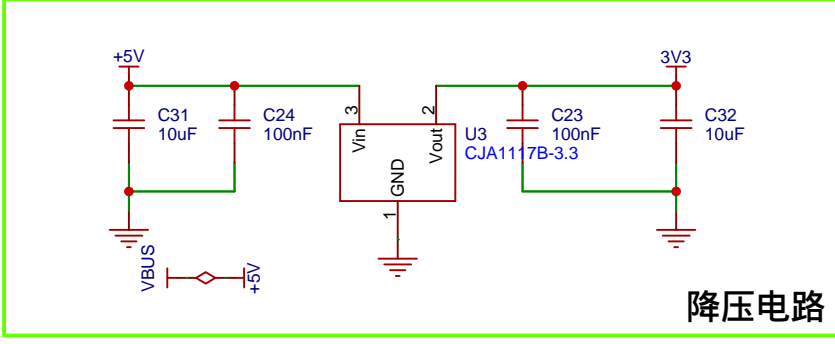 +5V
3V3
C31
10uF
C24
100nF
3
Vin
2
Vout
GND
1
U3
CJA1117B-3.3
C23
100nF
C32
10uF
VBUS
+5V
降压电路